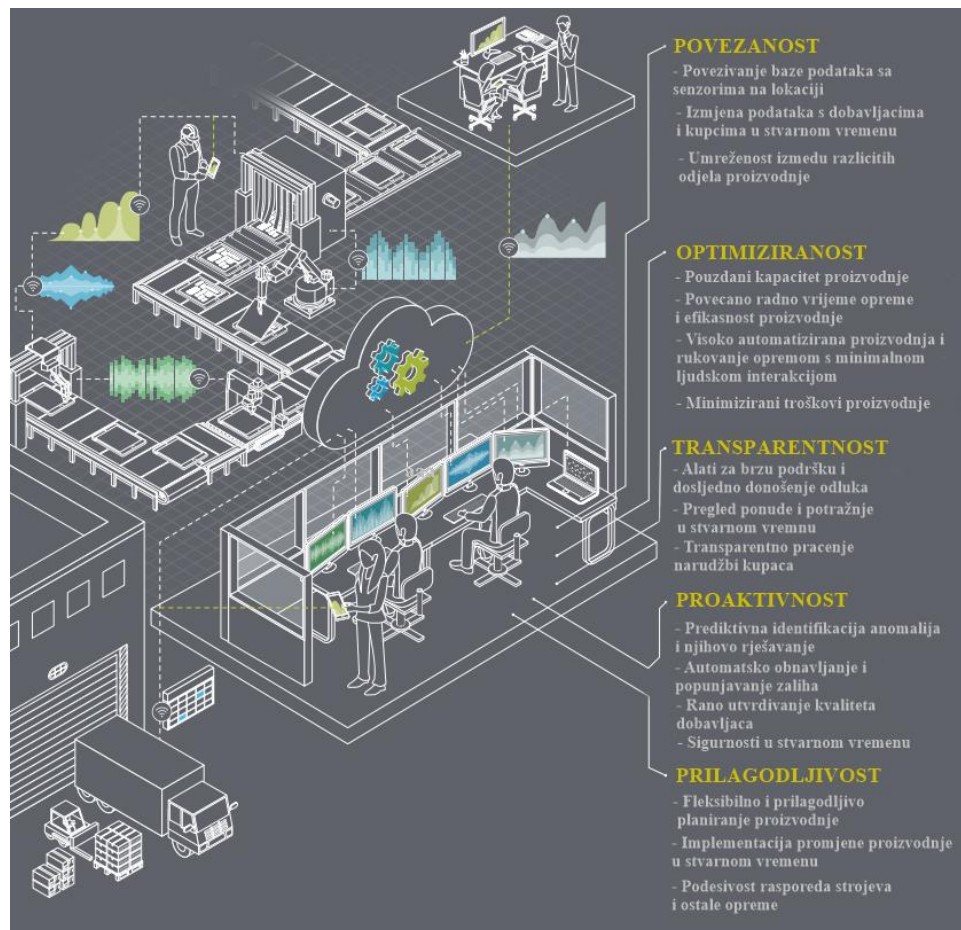 POVEZANOST
- Povezivanje baze podataka sa
senzorima na lokaciji
- Izmjena podataka s dobavljacima
i kupcima u stvarnom vremenu
- Umreženost izmedu razlicitih
odjela proizvodnje
OPTIMIZIRANOST
- Pouzdani kapacitet proizvodnje
- Povecano radno vrijeme opreme
i efikasnost proizvodnje
- Visoko automatizirana proizvodnja i
rukovanje opremom s minimalnom
ljudskom interakcijom
- Minimizirani troškovi proizvodnje
TRANSPARENTNOST
- Alati za brzu podršku i
dosljedno donošenje odluka
- Pregled ponude i potražnje
u stvarnom vremnu
- Transparentno pracenje
narudžbi kupaca
PROAKTIVNOST
- Prediktivna identifikacija anomalija
i njihovo rješavanje
- Automatsko obnavljanje i
popunjavanje zaliha
- Rano utvrdivanje kvaliteta
dobavljaca
- Sigurnosti u stvarnom vremenu
PRILAGODLJIVOST
- Fleksibilno i prilagodljivo
planiranje proizvodnje
- Implementacija promjene proizvodnje
u stvarnom vremenu
- Podesivost rasporeda strojeva
i ostale opreme